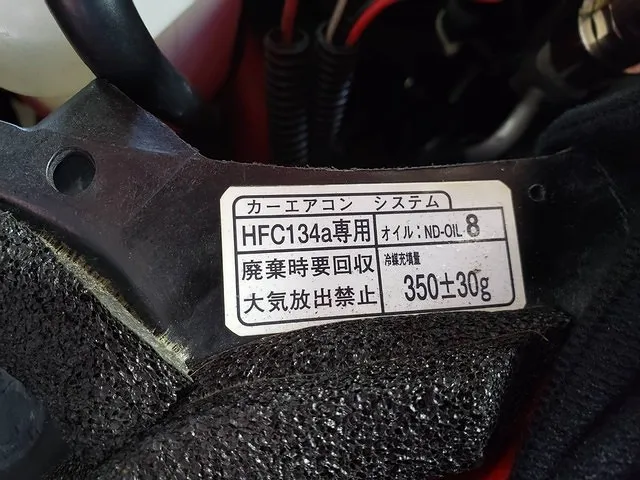 カーエアコン システム
HFC134a専用
オイル：ND-OIL 8
廃棄時要回収
大気放出禁止
冷媒充填量
350±30g